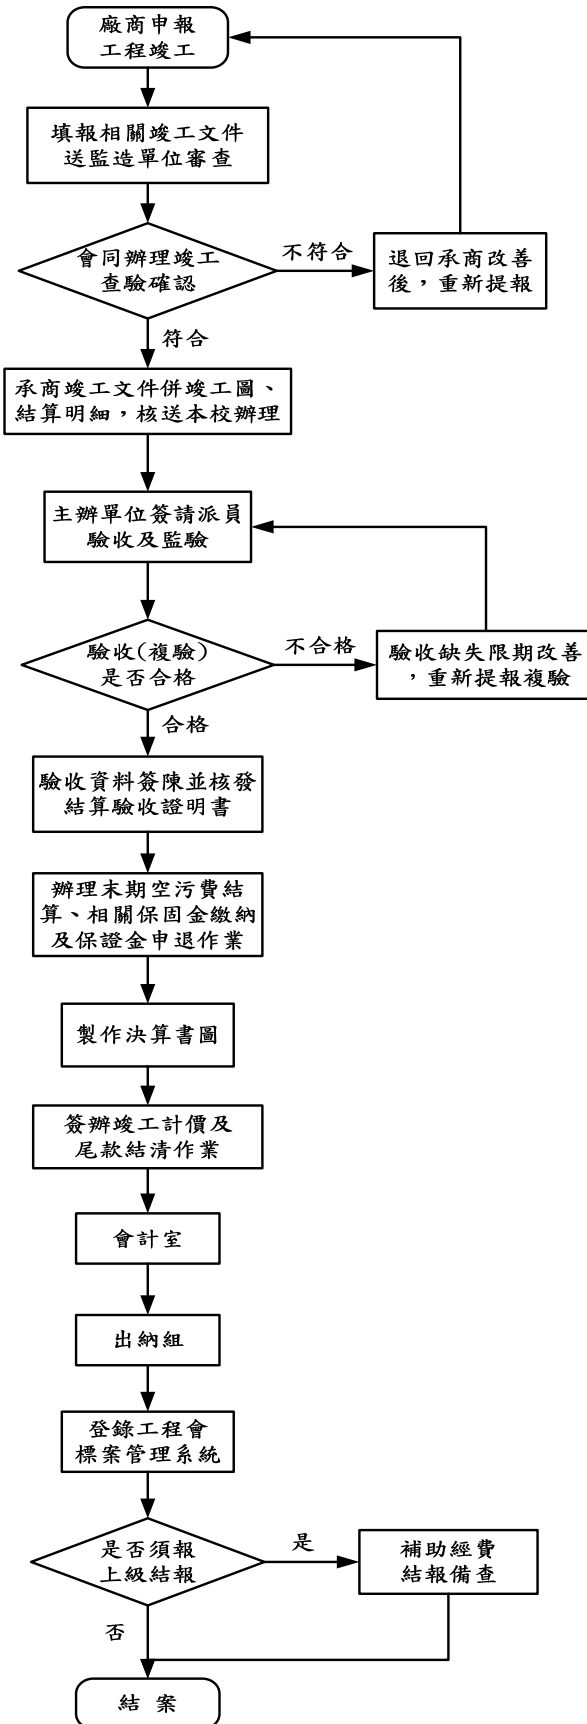 廠商申報
工程竣工
填報相關竣工文件
送監造單位審查
會同辦理竣工
查驗確認
不符合
退回承商改善
後，重新提報
符合
承商竣工文件併竣工圖、
結算明細，核送本校辦理
主辦單位簽請派員
驗收及監驗
驗收(複驗)
是否合格
不合格
驗收缺失限期改善
，重新提報複驗
合格
驗收資料簽陳並核發
結算驗收證明書
辦理末期空污費結
算、相關保固金繳納
及保證金申退作業
製作決算書圖
簽辦竣工計價及
尾款結清作業
會計室
出納組
登錄工程會
標案管理系統
是否須報
上級結報
是
補助經費
結報備查
否
結 案